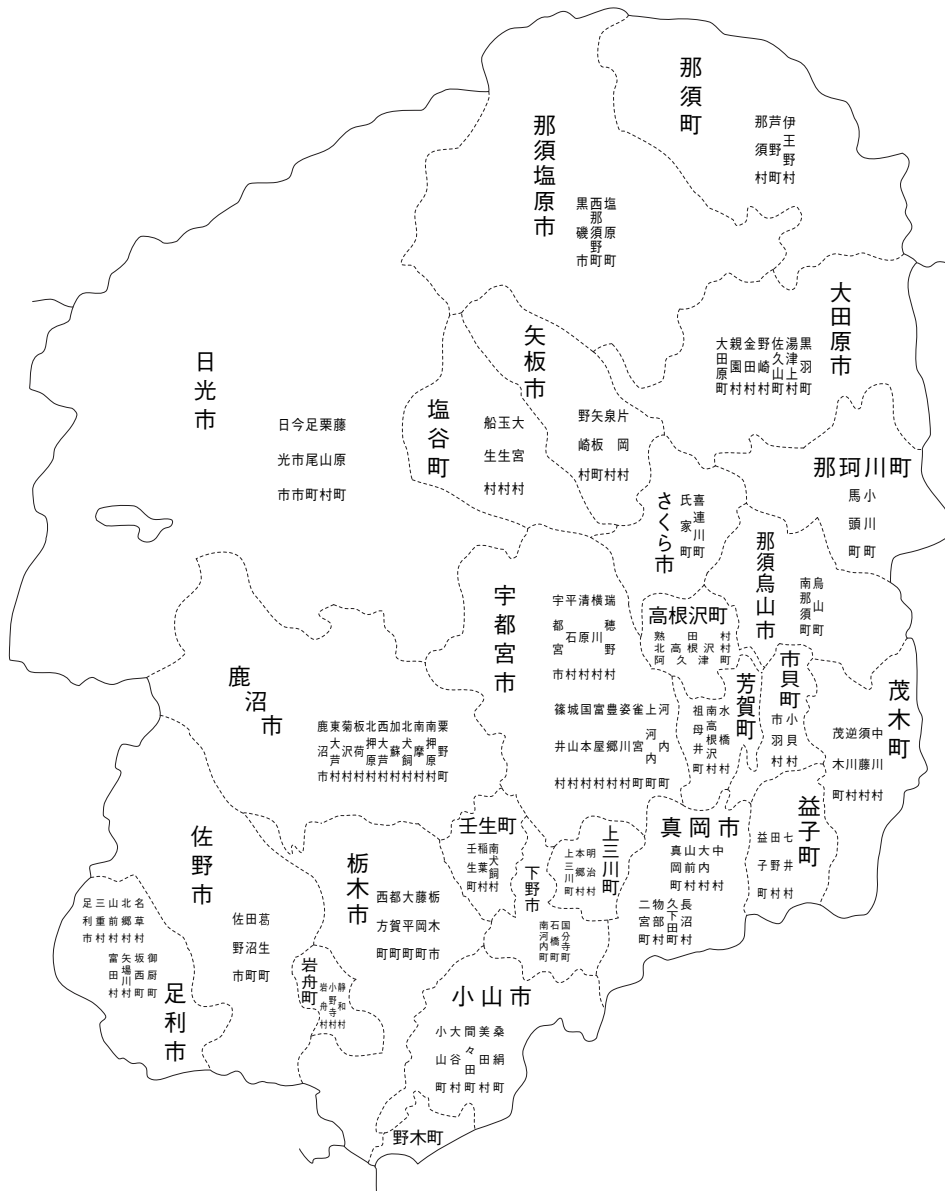 那須町
那須村
芦野町
伊王野村
那須塩原市
黒磯市
西那須野町
塩原町
大田原市
大田原町
親園村
金田村
野崎村
佐久山町
湯津上村
黒羽町
矢板市
野崎村
矢板町
泉村
片岡村
日光市
日光市
今市市
足尾町
栗山村
藤原町
塩谷町
船生村
玉生村
大宮村
那珂川町
馬頭町
小川町
さくら市
氏家町
喜連川町
那須烏山市
南那須町
烏山町
宇都宮市
宇都宮市
平石村
清原村
横川村
瑞穂野村
篠井村
城山村
国本村
富屋村
豊郷村
姿川村
雀宮町
上河内町
河内町
高根沢町
熟田村
北高根沢村
阿久津町
芳賀町
祖母井町
南高根沢村
水橋村
市貝町
市羽村
小貝村
茂木町
茂木町
逆川村
須藤村
中川村
鹿沼市
鹿沼市
東大芦村
菊沢村
板荷村
北押原村
西大芦村
加蘇村
北犬飼村
南摩村
南押原村
粟野町
益子町
益子町
田野村
七井村
真岡市
真岡町
山前村
大内村
中村
二宮町
物部村
久下田町
長沼村
上三川町
上三川町
本郷村
明治村
下野市
南河内町
石橋町
国分寺町
壬生町
壬生町
稲葉村
南犬飼村
栃木市
西方町
都賀町
大平町
藤岡町
栃木市
岩舟町
岩舟村
小野寺村
静和村
佐野市
佐野市
田沼町
葛生町
足利市
足利市
三重村
山前村
北郷村
名草村
富田村
矢場川村
坂西町
御厨町
小山市
小山町
大谷村
間々田町
美田村
桑絹町
野木町